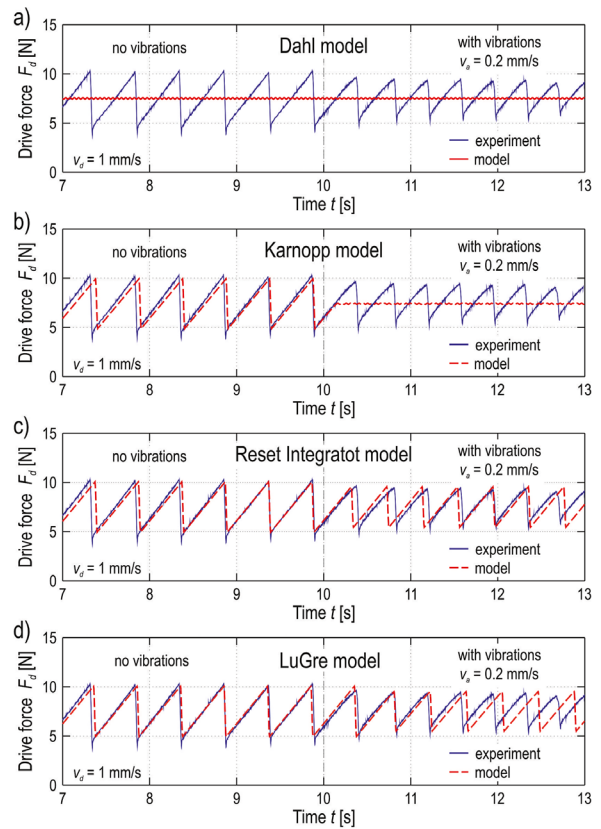 a)
Drive force F_d [N]
15
10
5
0
no vibrations
Dahl model
with vibrations
v_a = 0.2 mm/s
v_d = 1 mm/s
experiment
model
7 8 9 10 11 12 13
Time t [s]
b)
Drive force F_d [N]
15
10
5
0
no vibrations
Karnopp model
with vibrations
v_a = 0.2 mm/s
v_d = 1 mm/s
experiment
model
7 8 9 10 11 12 13
Time t [s]
c)
Drive force F_d [N]
15
10
5
0
no vibrations
Reset Integratot model
with vibrations
v_a = 0.2 mm/s
v_d = 1 mm/s
experiment
model
7 8 9 10 11 12 13
Time t [s]
d)
Drive force F_d [N]
15
10
5
0
no vibrations
LuGre model
with vibrations
v_a = 0.2 mm/s
v_d = 1 mm/s
experiment
model
7 8 9 10 11 12 13
Time t [s]